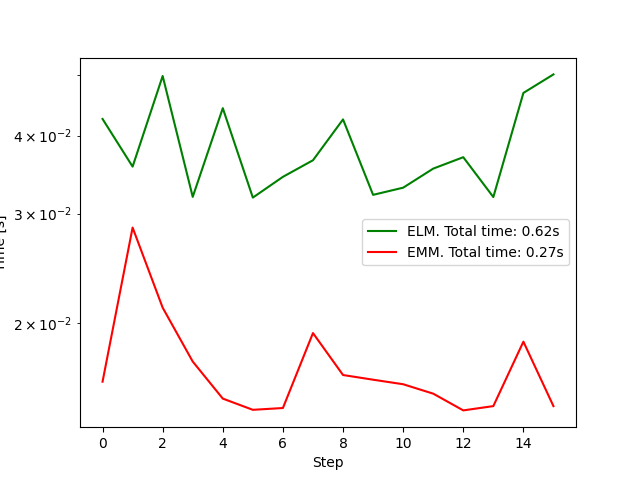 4 × 10⁻²
3 × 10⁻²
2 × 10⁻²
Time [s]
ELM. Total time: 0.62s
EMM. Total time: 0.27s
0 2 4 6 8 10 12 14
Step